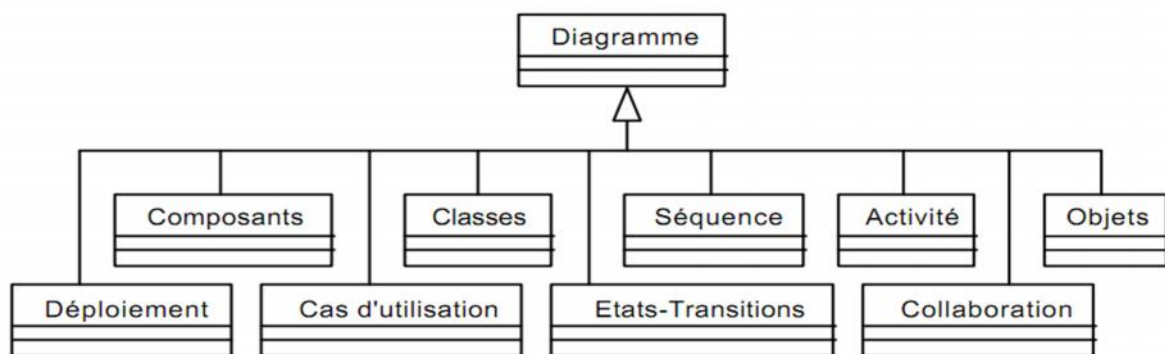 Diagramme
Composants Classes Séquence Activité Objets
Déploiement Cas d'utilisation Etats-Transitions Collaboration